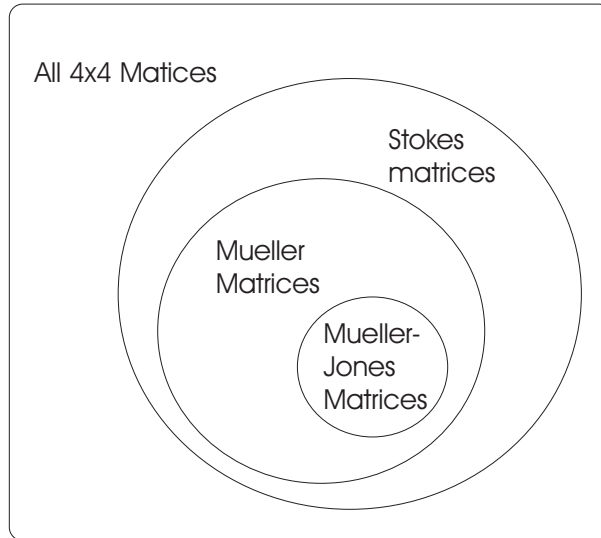 All 4x4 Matices
Stokes
matrices
Mueller
Matrices
Mueller-
Jones
Matrices